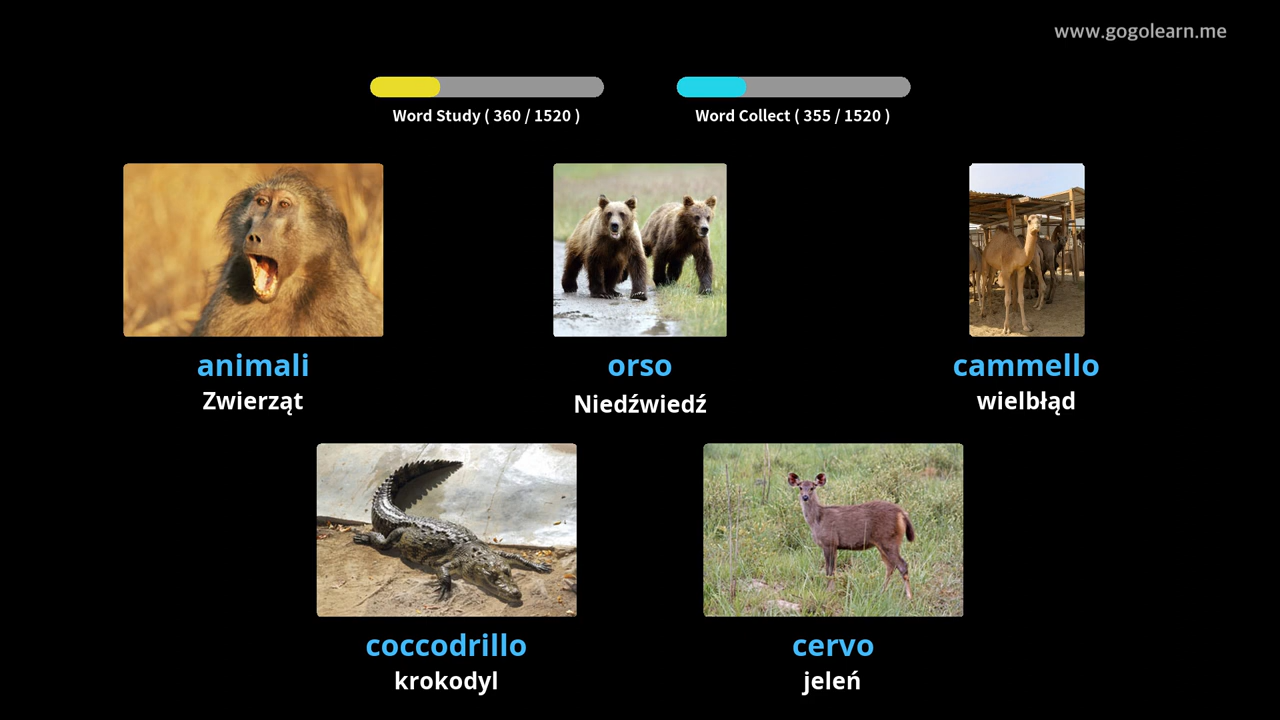 www.gogolearn.me
Word Study ( 360 / 1520 )
Word Collect ( 355 / 1520 )
animali
Zwierząt
orso
Niedźwiedź
cammello
wielbłąd
coccodrillo
krokodyl
cervo
jeleń